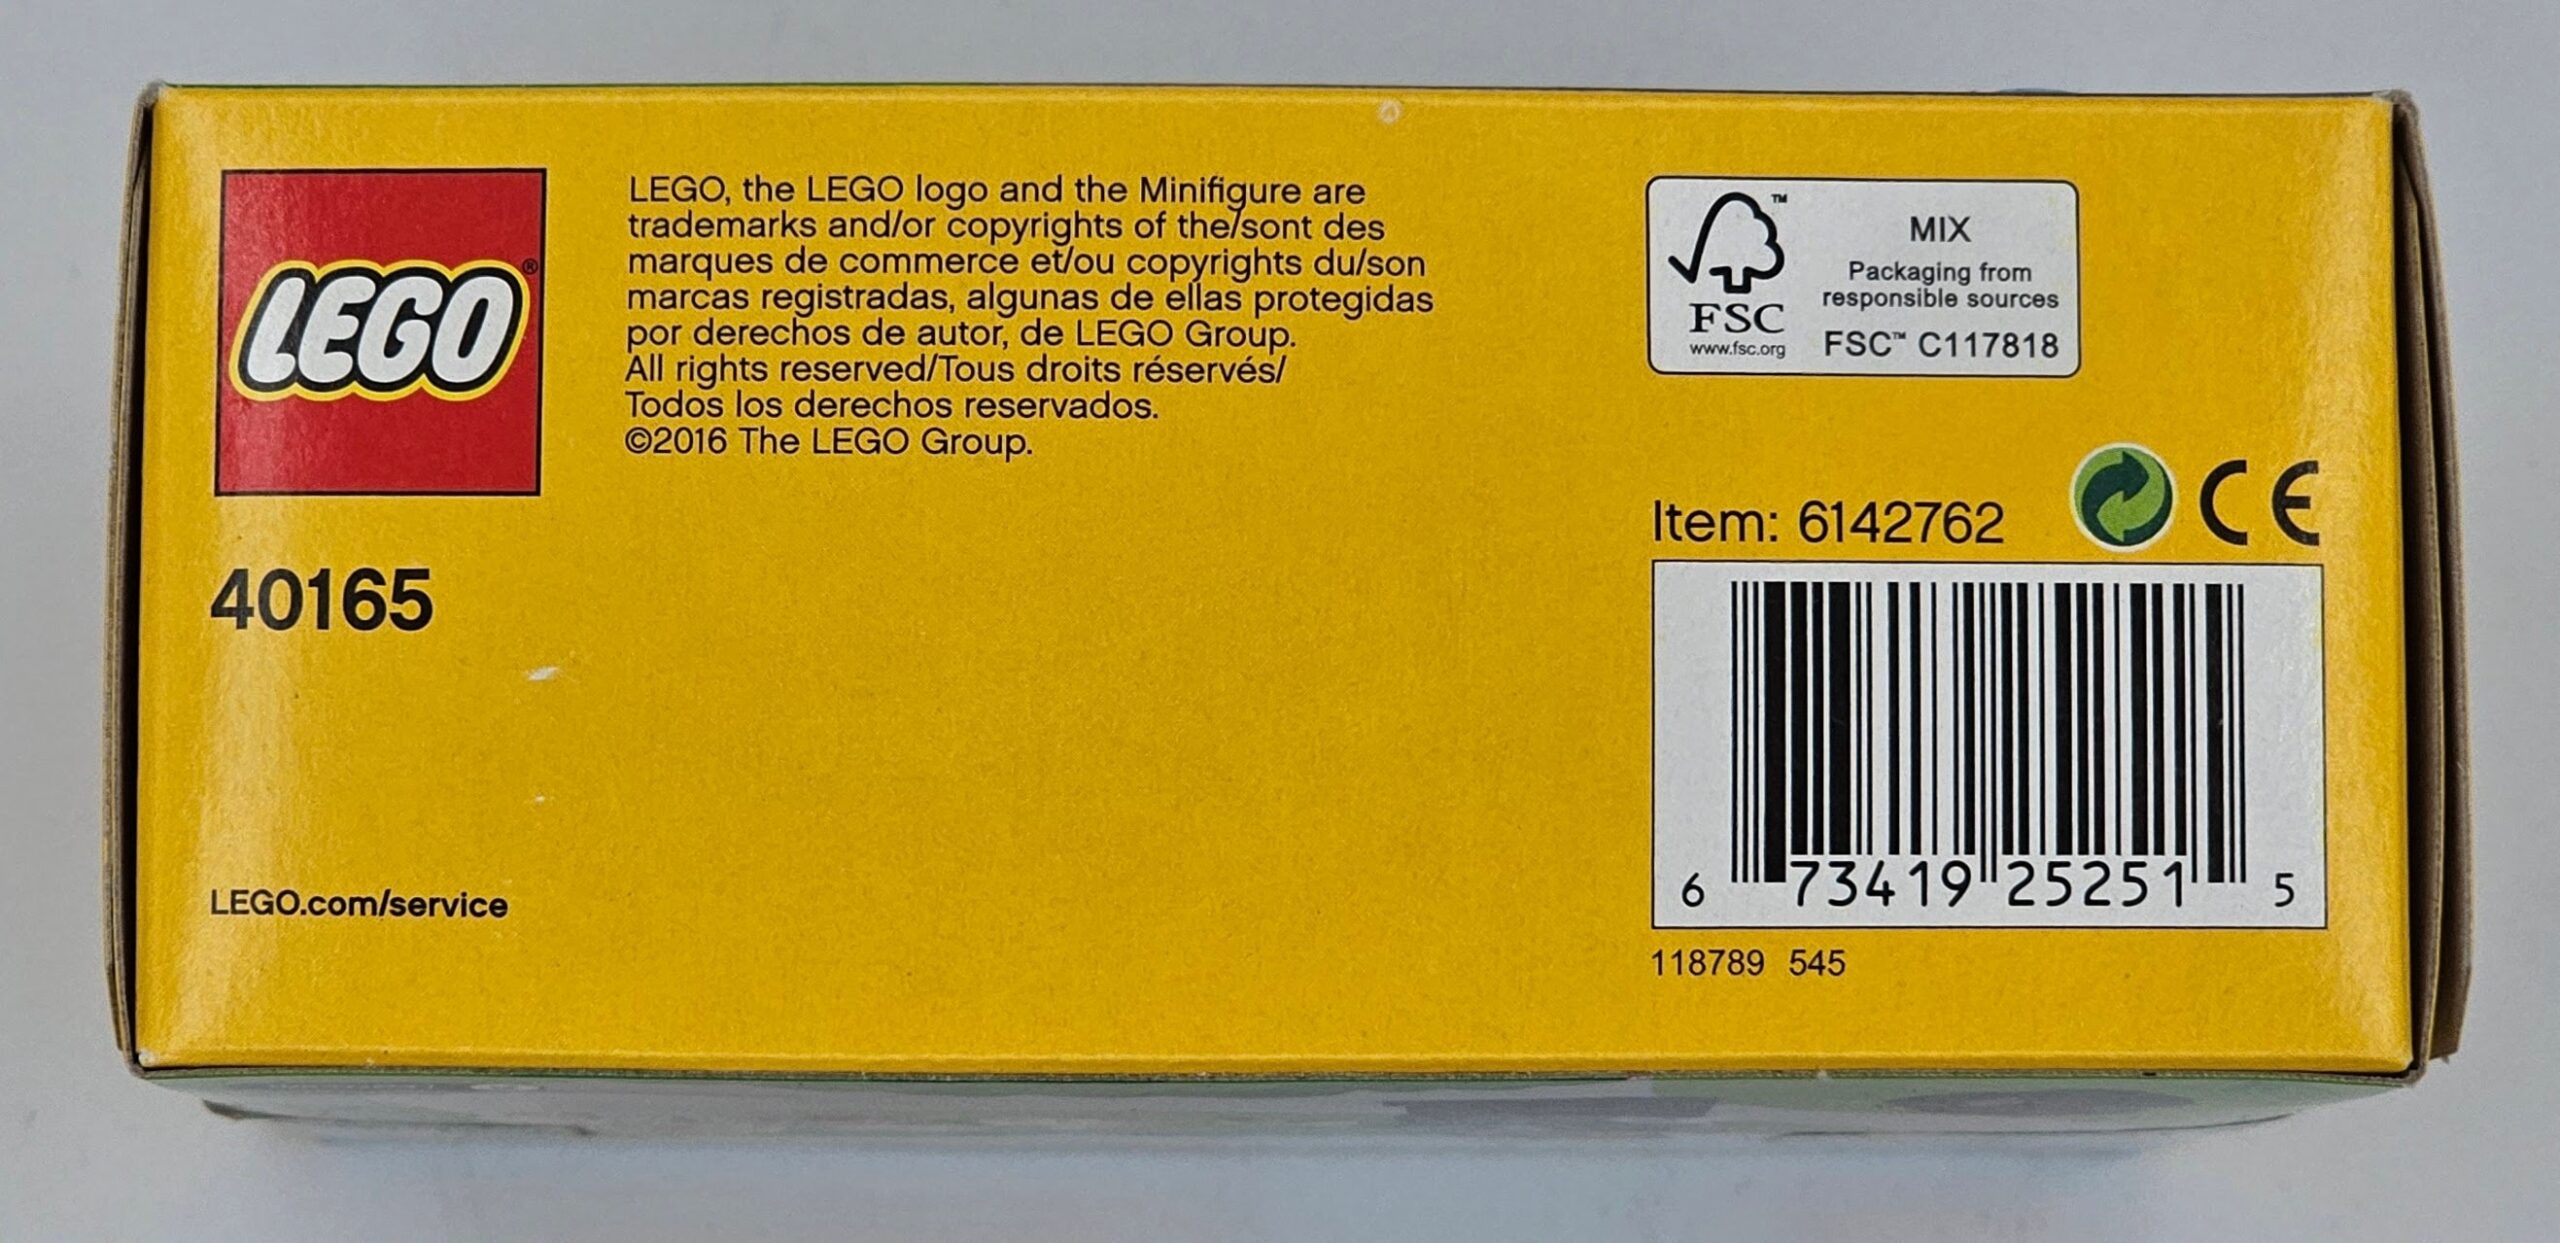 LEGO®
40165
LEGO.com/service
LEGO, the LEGO logo and the Minifigure are
trademarks and/or copyrights of the/sont des
marques de commerce et/ou copyrights du/son
marcas registradas, algunas de ellas protegidas
por derechos de autor, de LEGO Group.
All rights reserved/Tous droits réservés/
Todos los derechos reservados.
©2016 The LEGO Group.
™
FSC
www.fsc.org
MIX
Packaging from
responsible sources
FSC™ C117818
Item: 6142762
CE
6 73419 25251 5
118789 545